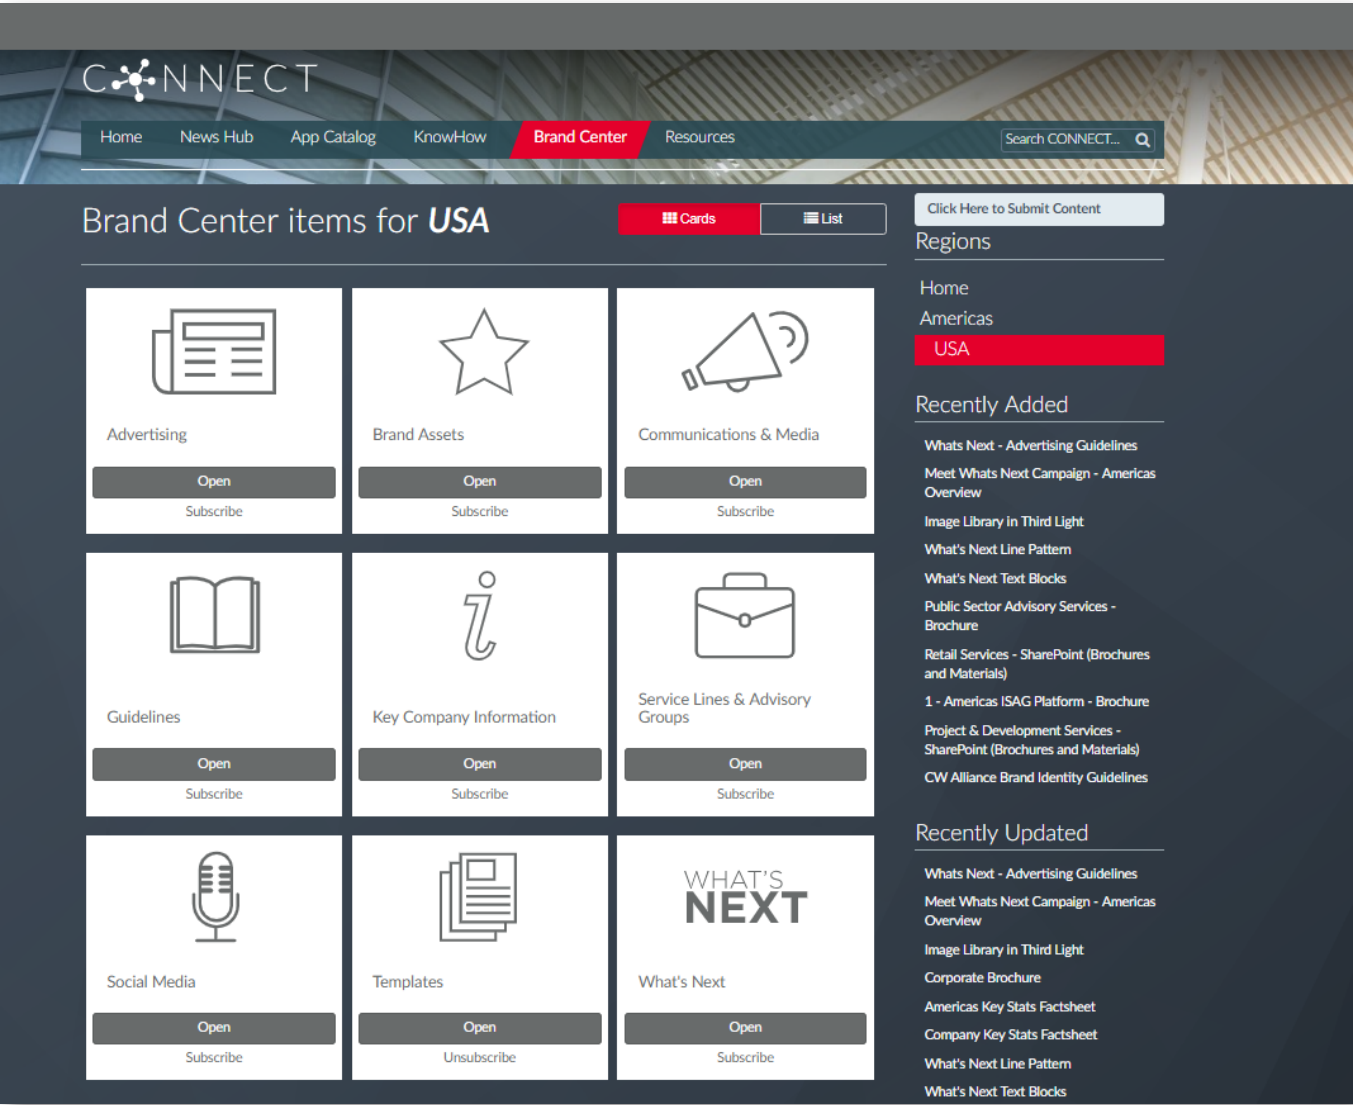 CONNECT
Home News Hub App Catalog KnowHow Brand Center Resources
Search CONNECT...
Brand Center items for USA
Cards List
Advertising
Open
Subscribe
Brand Assets
Open
Subscribe
Communications & Media
Open
Subscribe
Guidelines
Open
Subscribe
Key Company Information
Open
Subscribe
Service Lines & Advisory
Groups
Open
Subscribe
Social Media
Open
Subscribe
Templates
Open
Unsubscribe
WHAT'S
NEXT
What's Next
Open
Subscribe
Click Here to Submit Content
Regions
Home
Americas
USA
Recently Added
Whats Next - Advertising Guidelines
Meet Whats Next Campaign - Americas
Overview
Image Library in Third Light
What's Next Line Pattern
What's Next Text Blocks
Public Sector Advisory Services -
Brochure
Retail Services - SharePoint (Brochures
and Materials)
1 - Americas ISAG Platform - Brochure
Project & Development Services -
SharePoint (Brochures and Materials)
CW Alliance Brand Identity Guidelines
Recently Updated
Whats Next - Advertising Guidelines
Meet Whats Next Campaign - Americas
Overview
Image Library in Third Light
Corporate Brochure
Americas Key Stats Factsheet
Company Key Stats Factsheet
What's Next Line Pattern
What's Next Text Blocks